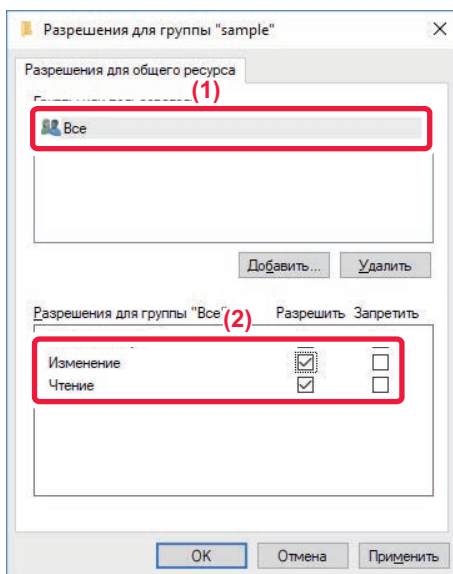 Разрешения для группы "sample"
Разрешения для общего ресурса
(1)
Все
Добавить... Удалить
Разрешения для группы "Все" (2) Разрешить Запретить
Изменение
Чтение
OK Отмена Применить